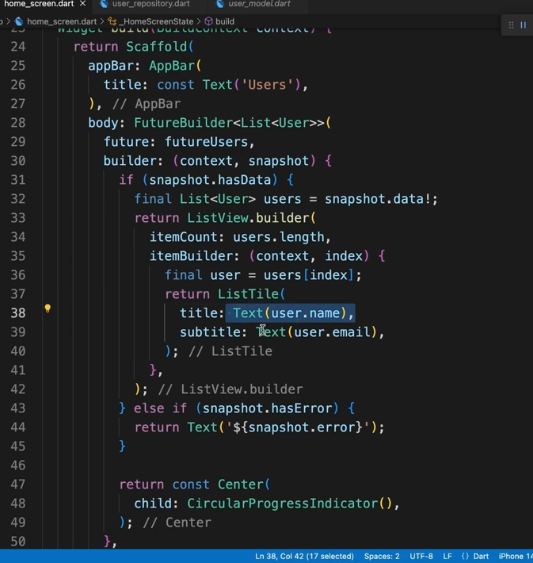 home_screen.dart × user_repository.dart user_model.dart
home_screen.dart > _HomeScreenState > build
23 Widget build(BuildContext context) {
24 return Scaffold(
25 appBar: AppBar(
26 title: const Text('Users'),
27 ), // AppBar
28 body: FutureBuilder<List<User>>(
29 future: futureUsers,
30 builder: (context, snapshot) {
31 if (snapshot.hasData) {
32 final List<User> users = snapshot.data!;
33 return ListView.builder(
34 itemCount: users.length,
35 itemBuilder: (context, index) {
36 final user = users[index];
37 return ListTile(
38 title: Text(user.name),
39 subtitle: Text(user.email),
40 ); // ListTile
41 },
42 ); // ListView.builder
43 } else if (snapshot.hasError) {
44 return Text('${snapshot.error}');
45 }
46
47 return const Center(
48 child: CircularProgressIndicator(),
49 ); // Center
50 },
Ln 38, Col 42 (17 selected) Spaces: 2 UTF-8 LF {} Dart iPhone 14